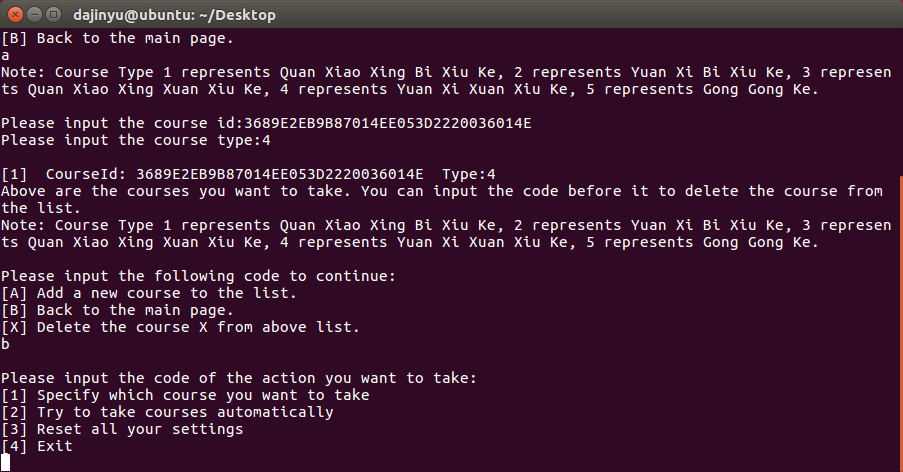 dajinyu@ubuntu: ~/Desktop
[B] Back to the main page.
a
Note: Course Type 1 represents Quan Xiao Xing Bi Xiu Ke, 2 represents Yuan Xi Bi Xiu Ke, 3 represen
ts Quan Xiao Xing Xuan Xiu Ke, 4 represents Yuan Xi Xuan Xiu Ke, 5 represents Gong Gong Ke.
Please input the course id:3689E2EB9B87014EE053D2220036014E
Please input the course type:4
[1]  CourseId: 3689E2EB9B87014EE053D2220036014E  Type:4
Above are the courses you want to take. You can input the code before it to delete the course from
the list.
Note: Course Type 1 represents Quan Xiao Xing Bi Xiu Ke, 2 represents Yuan Xi Bi Xiu Ke, 3 represen
ts Quan Xiao Xing Xuan Xiu Ke, 4 represents Yuan Xi Xuan Xiu Ke, 5 represents Gong Gong Ke.
Please input the following code to continue:
[A] Add a new course to the list.
[B] Back to the main page.
[X] Delete the course X from above list.
b
Please input the code of the action you want to take:
[1] Specify which course you want to take
[2] Try to take courses automatically
[3] Reset all your settings
[4] Exit